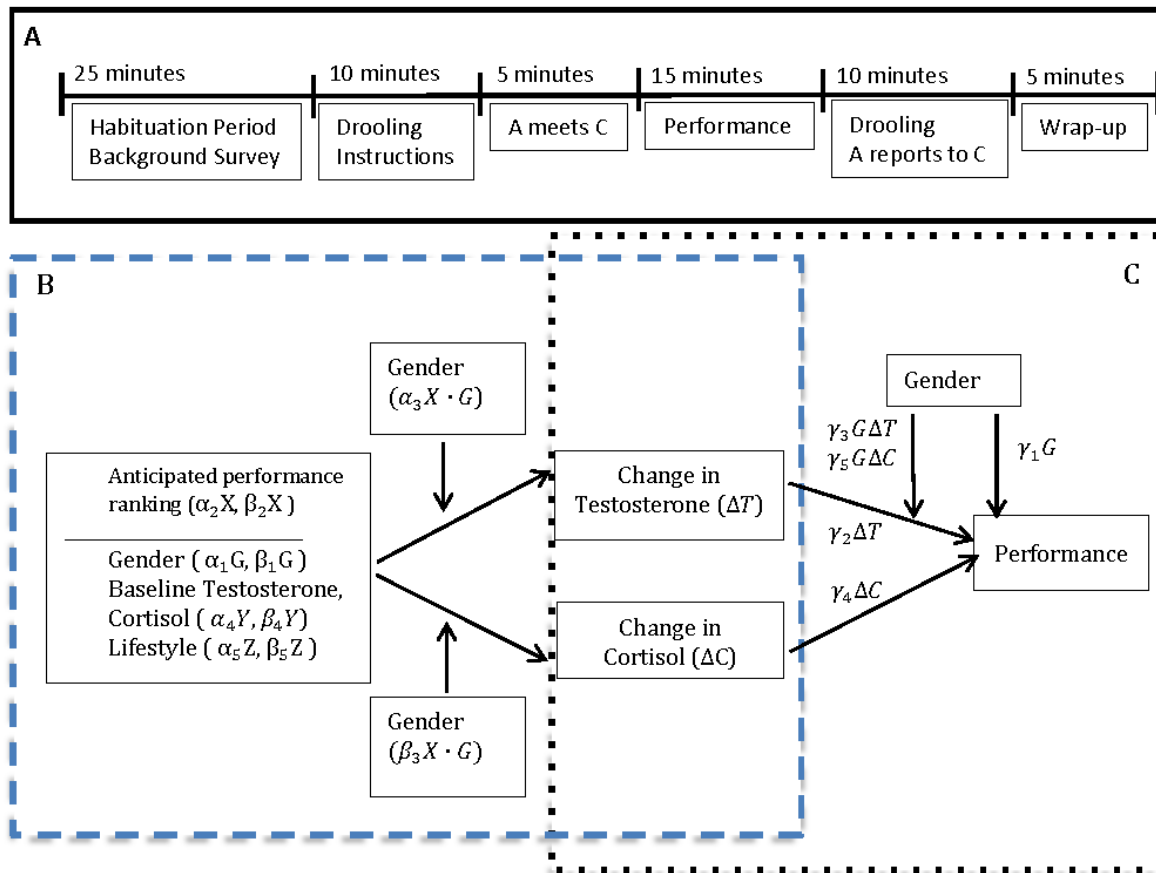 A
25 minutes
10 minutes
5 minutes
15 minutes
10 minutes
5 minutes
Habituation Period
Background Survey
Drooling
Instructions
A meets C
Performance
Drooling
A reports to C
Wrap-up
B
C
Gender
(α₃X · G)
Anticipated performance
ranking (α₂X, β₂X )
Gender ( α₁G, β₁G )
Baseline Testosterone,
Cortisol ( α₄Y, β₄Y)
Lifestyle ( α₅Z, β₅Z )
Gender
(β₃X · G)
Change in
Testosterone (ΔT)
Change in
Cortisol (ΔC)
Gender
γ₃GΔT
γ₅GΔC
γ₁G
γ₂ΔT
γ₄ΔC
Performance